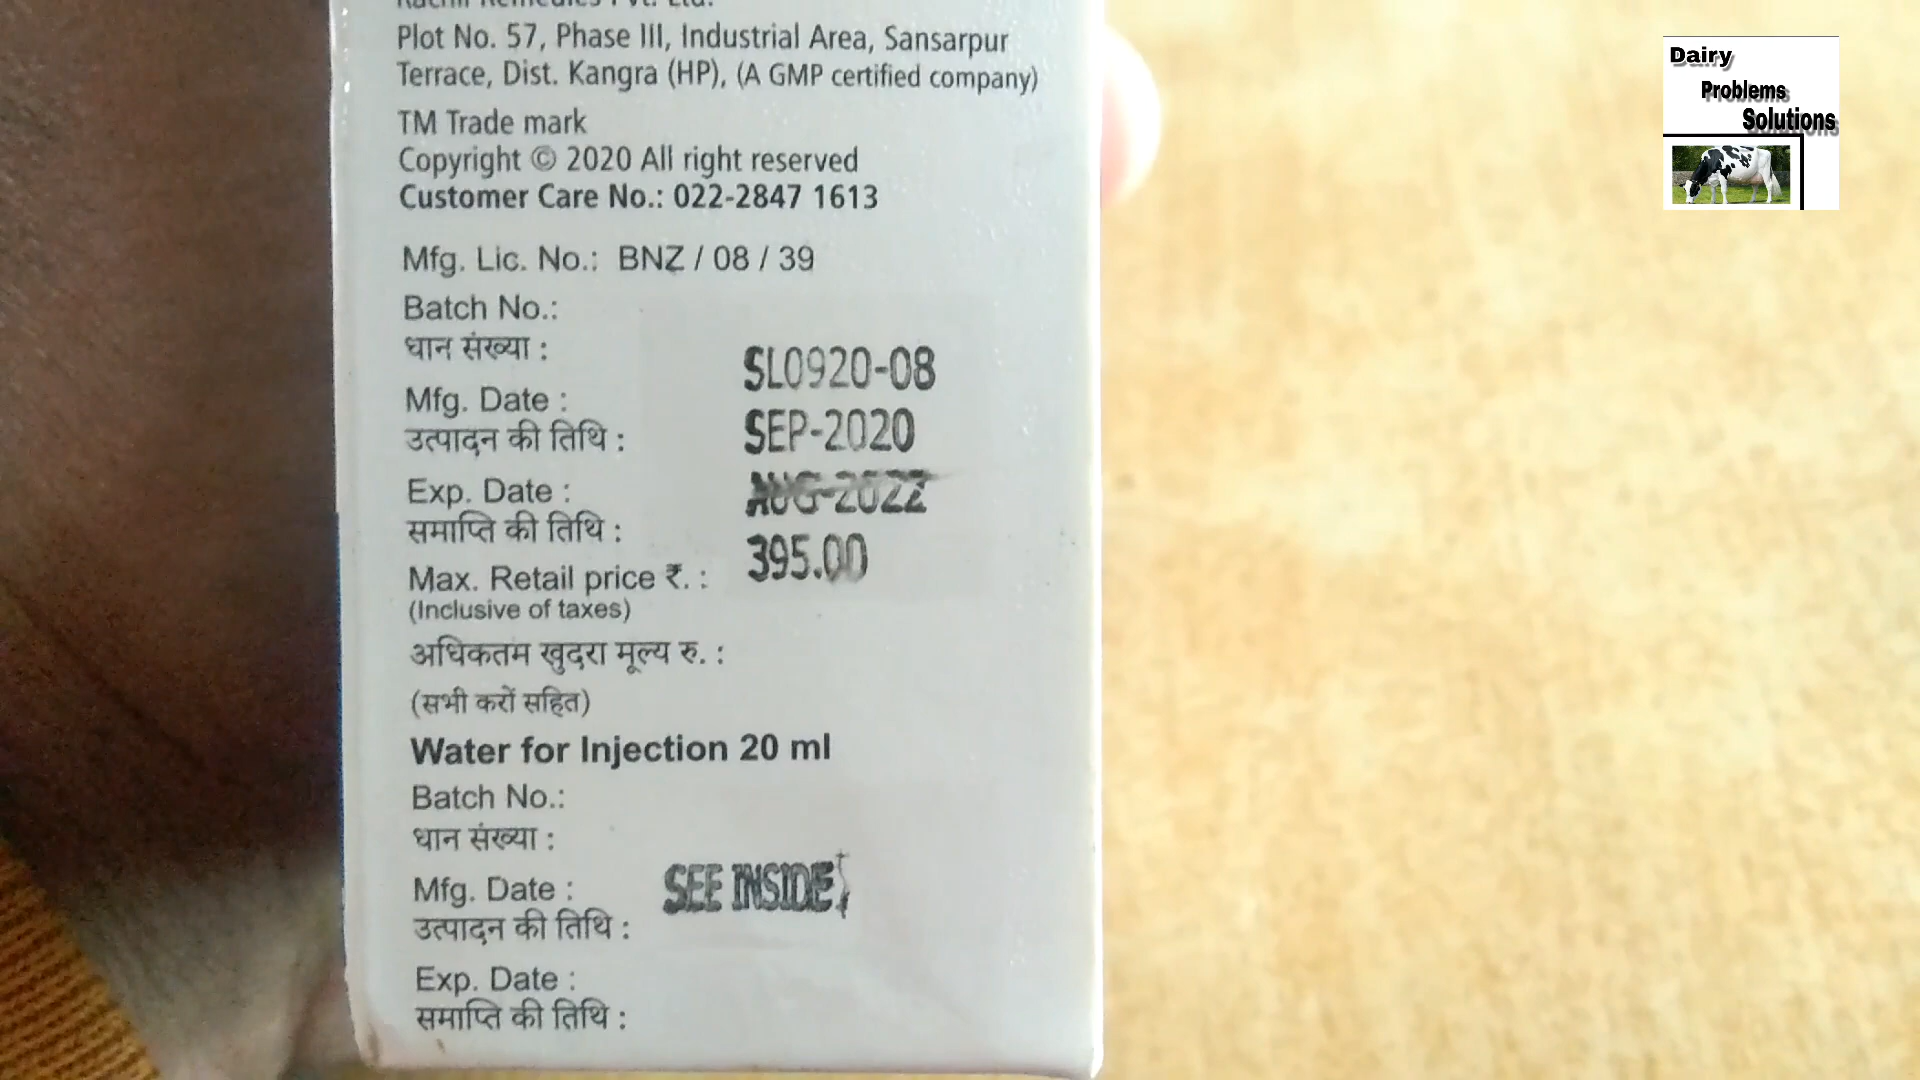 Remedies Pvt. Ltd.
Plot No. 57, Phase III, Industrial Area, Sansarpur
Terrace, Dist. Kangra (HP), (A GMP certified company)
TM Trade mark
Copyright © 2020 All right reserved
Customer Care No.: 022-2847 1613
Mfg. Lic. No.: BNZ / 08 / 39
Batch No.:
धान संख्या :
SL0920-08
Mfg. Date :
उत्पादन की तिथि :
SEP-2020
Exp. Date :
समाप्ति की तिथि :
AUG-2022
Max. Retail price ₹. :
395.00
(Inclusive of taxes)
अधिकतम खुदरा मूल्य रु. :
(सभी करों सहित)
Water for Injection 20 ml
Batch No.:
धान संख्या :
Mfg. Date :
उत्पादन की तिथि :
SEE INSIDE
Exp. Date :
समाप्ति की तिथि :
Dairy
Problems
Solutions